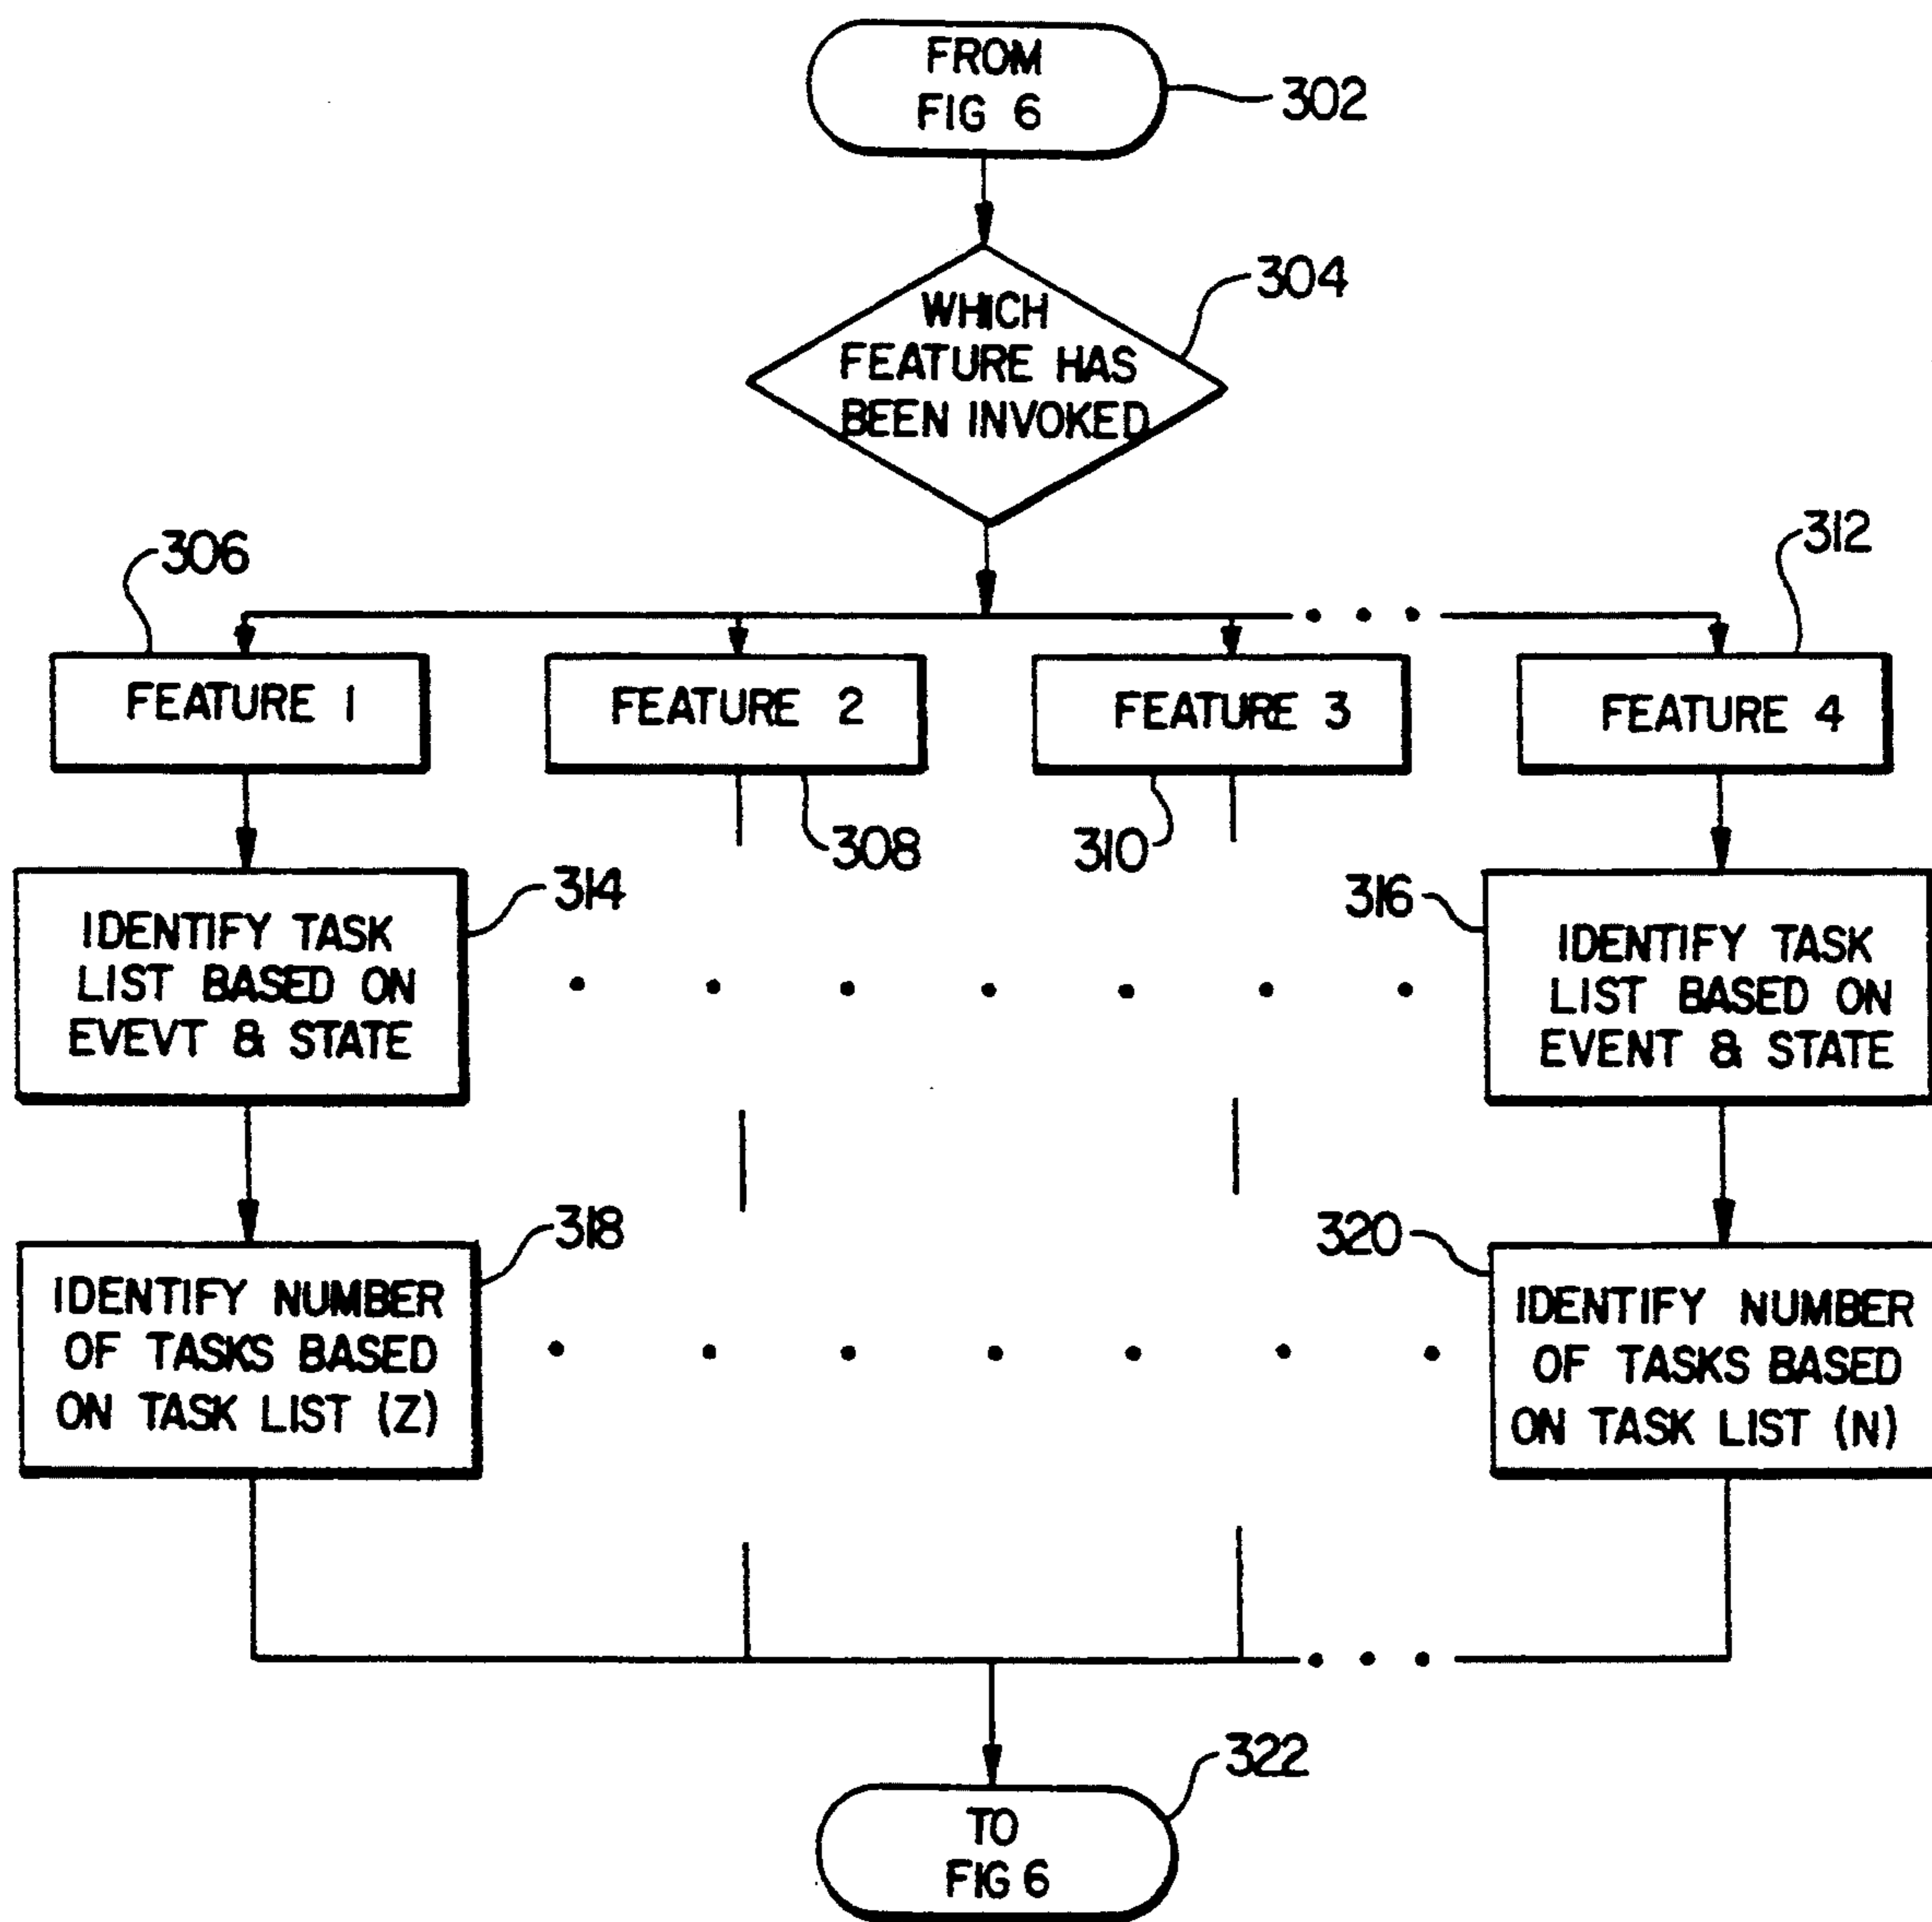 FROM
FIG 6
302
WHICH
FEATURE HAS
BEEN INVOKED
304
306
312
FEATURE 1
FEATURE 2
FEATURE 3
FEATURE 4
308
310
314
316
IDENTIFY TASK
LIST BASED ON
EVEVT & STATE
IDENTIFY TASK
LIST BASED ON
EVENT & STATE
318
320
IDENTIFY NUMBER
OF TASKS BASED
ON TASK LIST (Z)
IDENTIFY NUMBER
OF TASKS BASED
ON TASK LIST (N)
322
TO
FIG 6